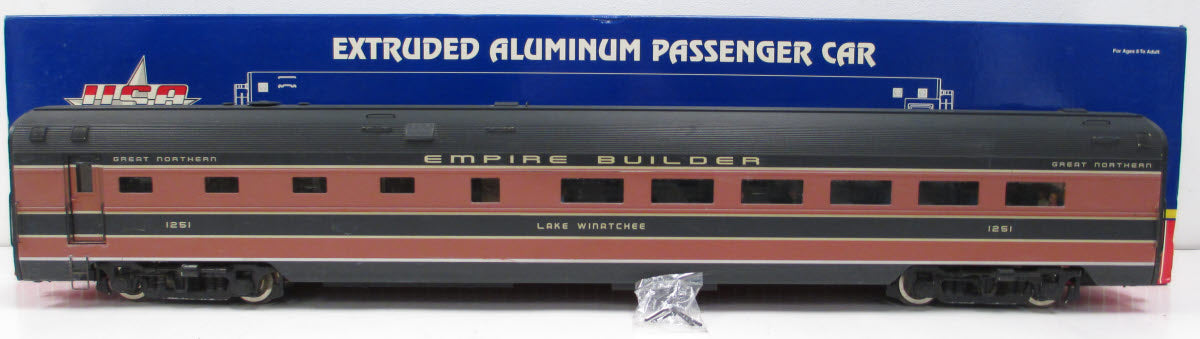 EXTRUDED ALUMINUM PASSENGER CAR
For Ages 8 To Adult
USA
GREAT NORTHERN
EMPIRE BUILDER
GREAT NORTHERN
1251
LAKE WINATCHEE
1251